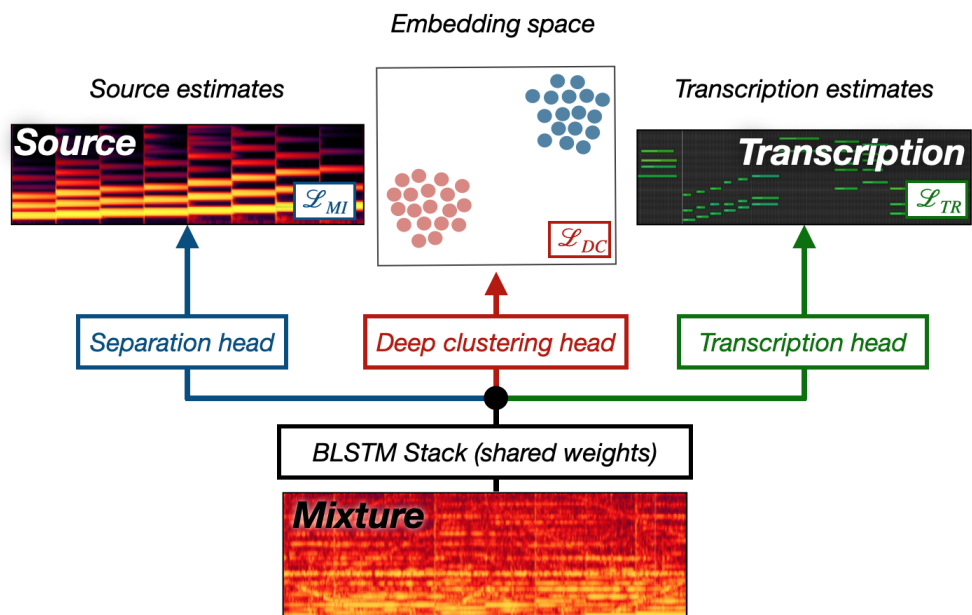 Embedding space
Source estimates
Transcription estimates
Source
Transcription
ℒMI
ℒDC
ℒTR
Separation head
Deep clustering head
Transcription head
BLSTM Stack (shared weights)
Mixture